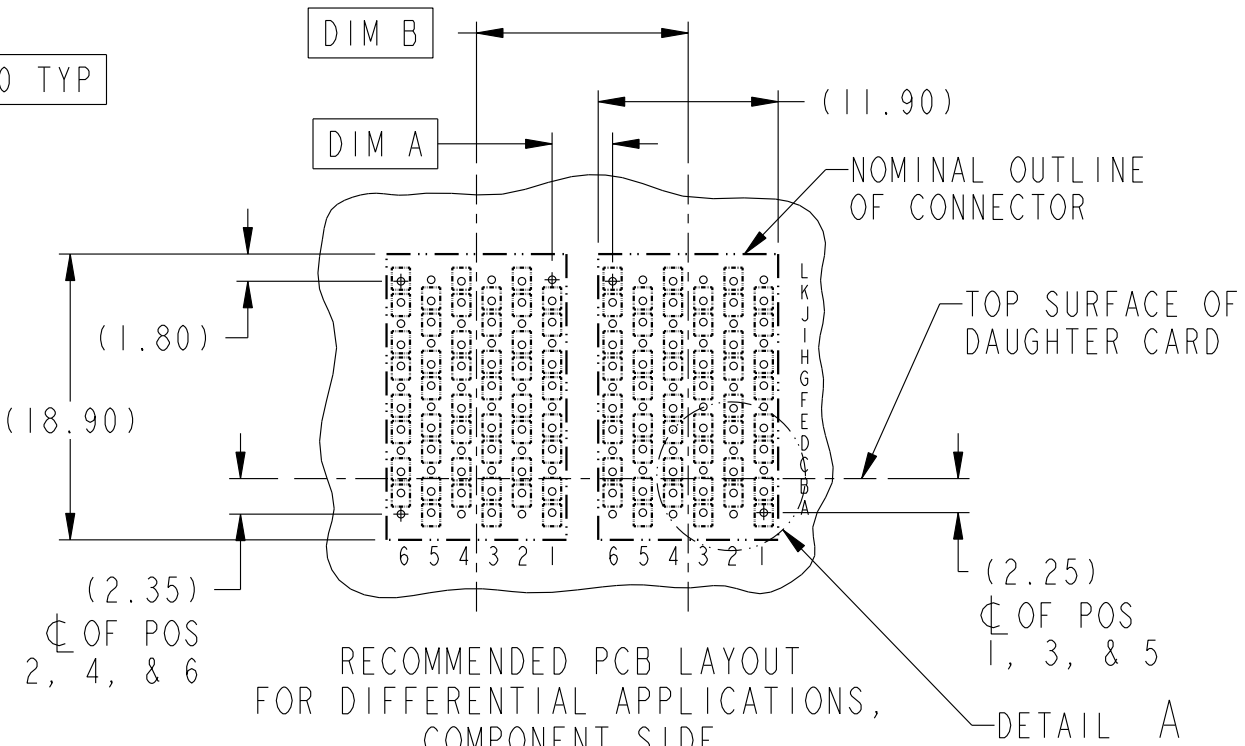 DIM B
0 TYP
(11.90)
DIM A
NOMINAL OUTLINE
OF CONNECTOR
L
K
J
I
H
G
F
E
D
C
B
A
TOP SURFACE OF
DAUGHTER CARD
(1.80)
(18.90)
6 5 4 3 2 1
6 5 4 3 2 1
(2.35)
℄ OF POS
2, 4, & 6
(2.25)
℄ OF POS
1, 3, & 5
RECOMMENDED PCB LAYOUT
FOR DIFFERENTIAL APPLICATIONS,
COMPONENT SIDE
DETAIL A